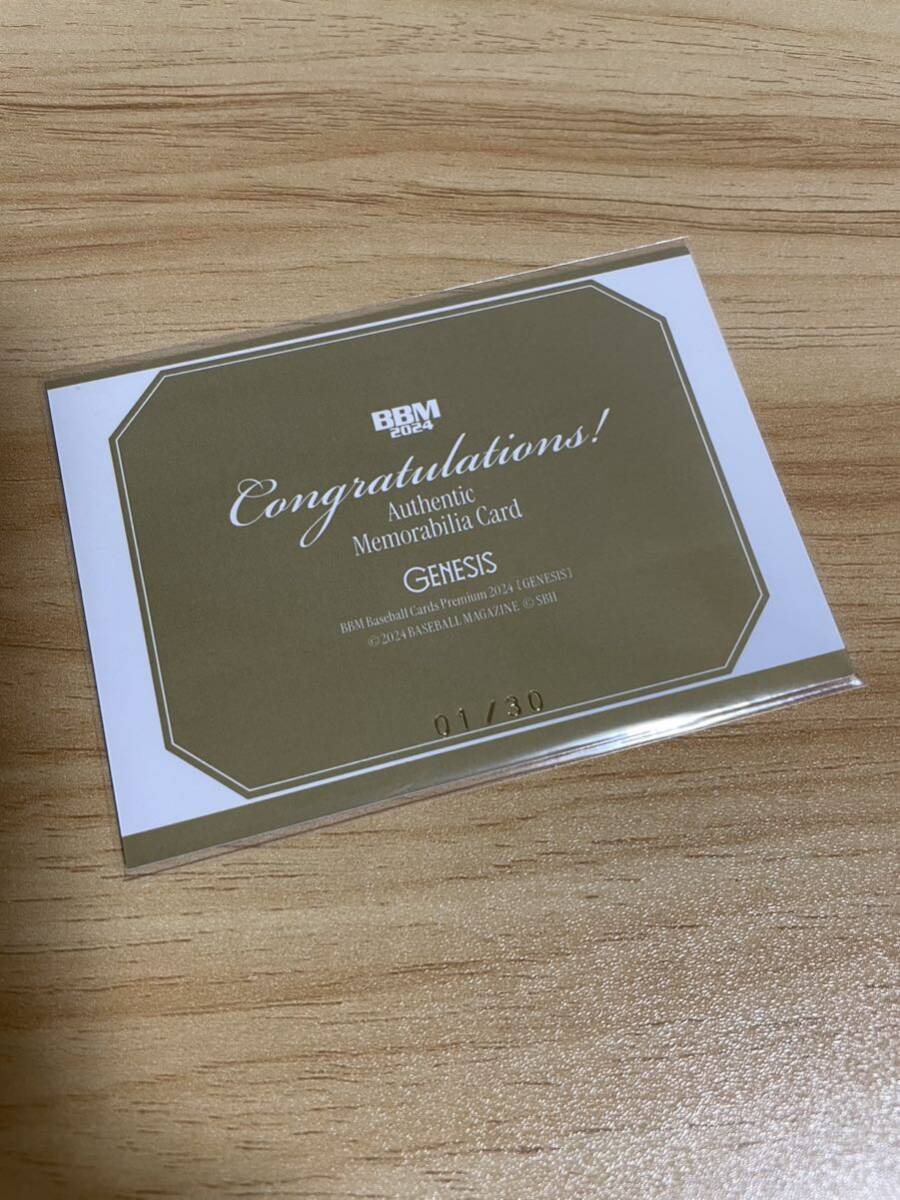 BBM
2024
Congratulations!
Authentic
Memorabilia Card
GENESIS
BBM Baseball Cards Premium 2024 [GENESIS]
©2024 BASEBALL MAGAZINE © SBH
01/30